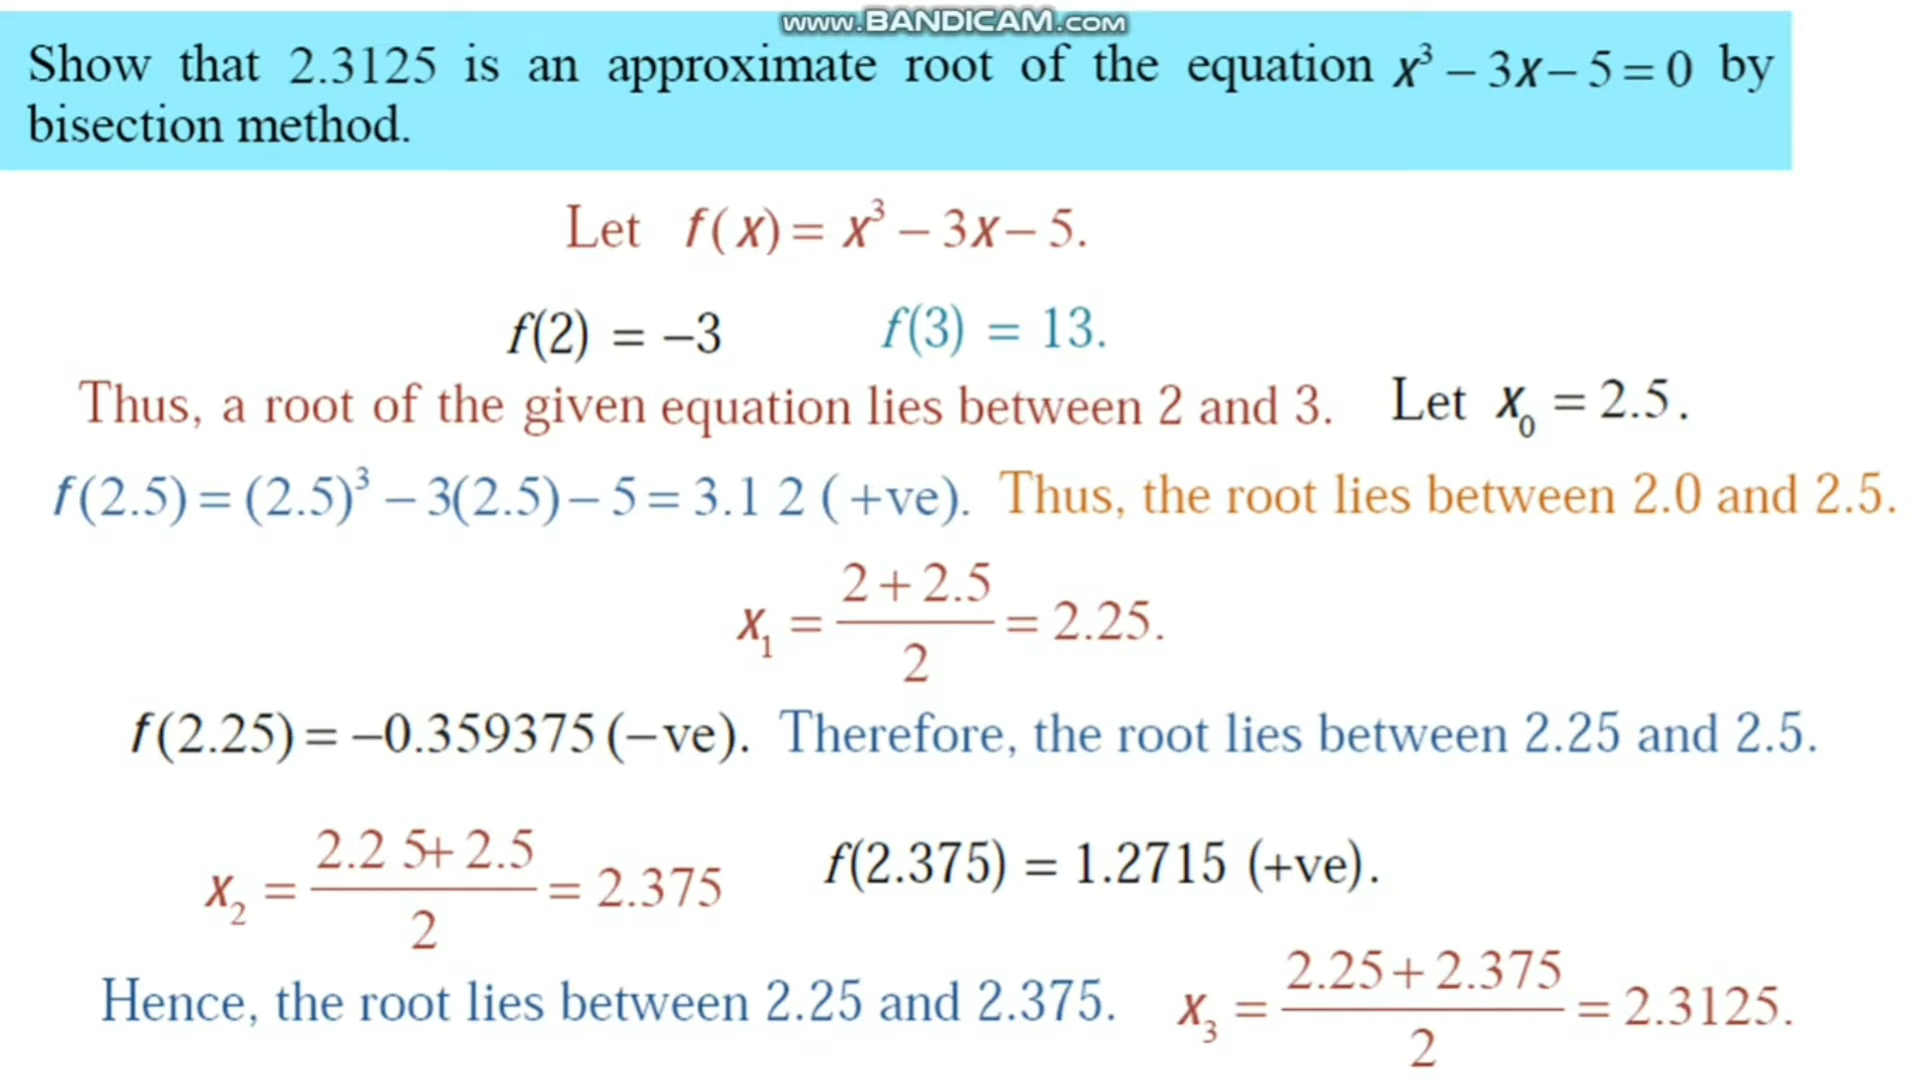 www.BANDICAM.com
Show that 2.3125 is an approximate root of the equation x³ – 3x – 5 = 0 by
bisection method.
Let f(x) = x³ – 3x – 5.
f(2) = –3 f(3) = 13.
Thus, a root of the given equation lies between 2 and 3. Let x₀ = 2.5.
f(2.5) = (2.5)³ – 3(2.5) – 5 = 3.1 2 (+ve). Thus, the root lies between 2.0 and 2.5.
x₁ = (2 + 2.5)/2 = 2.25.
f(2.25) = –0.359375 (–ve). Therefore, the root lies between 2.25 and 2.5.
x₂ = (2.2 5+ 2.5)/2 = 2.375 f(2.375) = 1.2715 (+ve).
Hence, the root lies between 2.25 and 2.375. x₃ = (2.25 + 2.375)/2 = 2.3125.